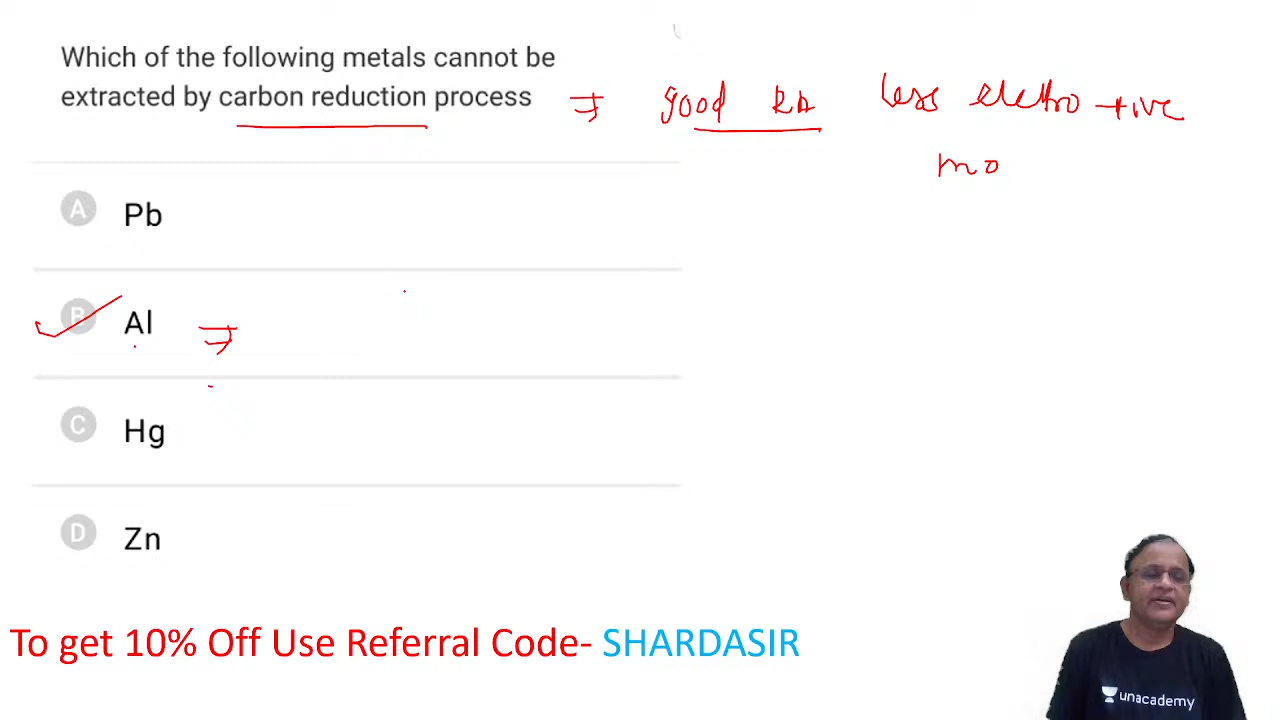 Which of the following metals cannot be
extracted by carbon reduction process
⇒ good RA less eletro +ive
mo
A Pb
B Al ⇒
C Hg
D Zn
To get 10% Off Use Referral Code- SHARDASIR
unacademy